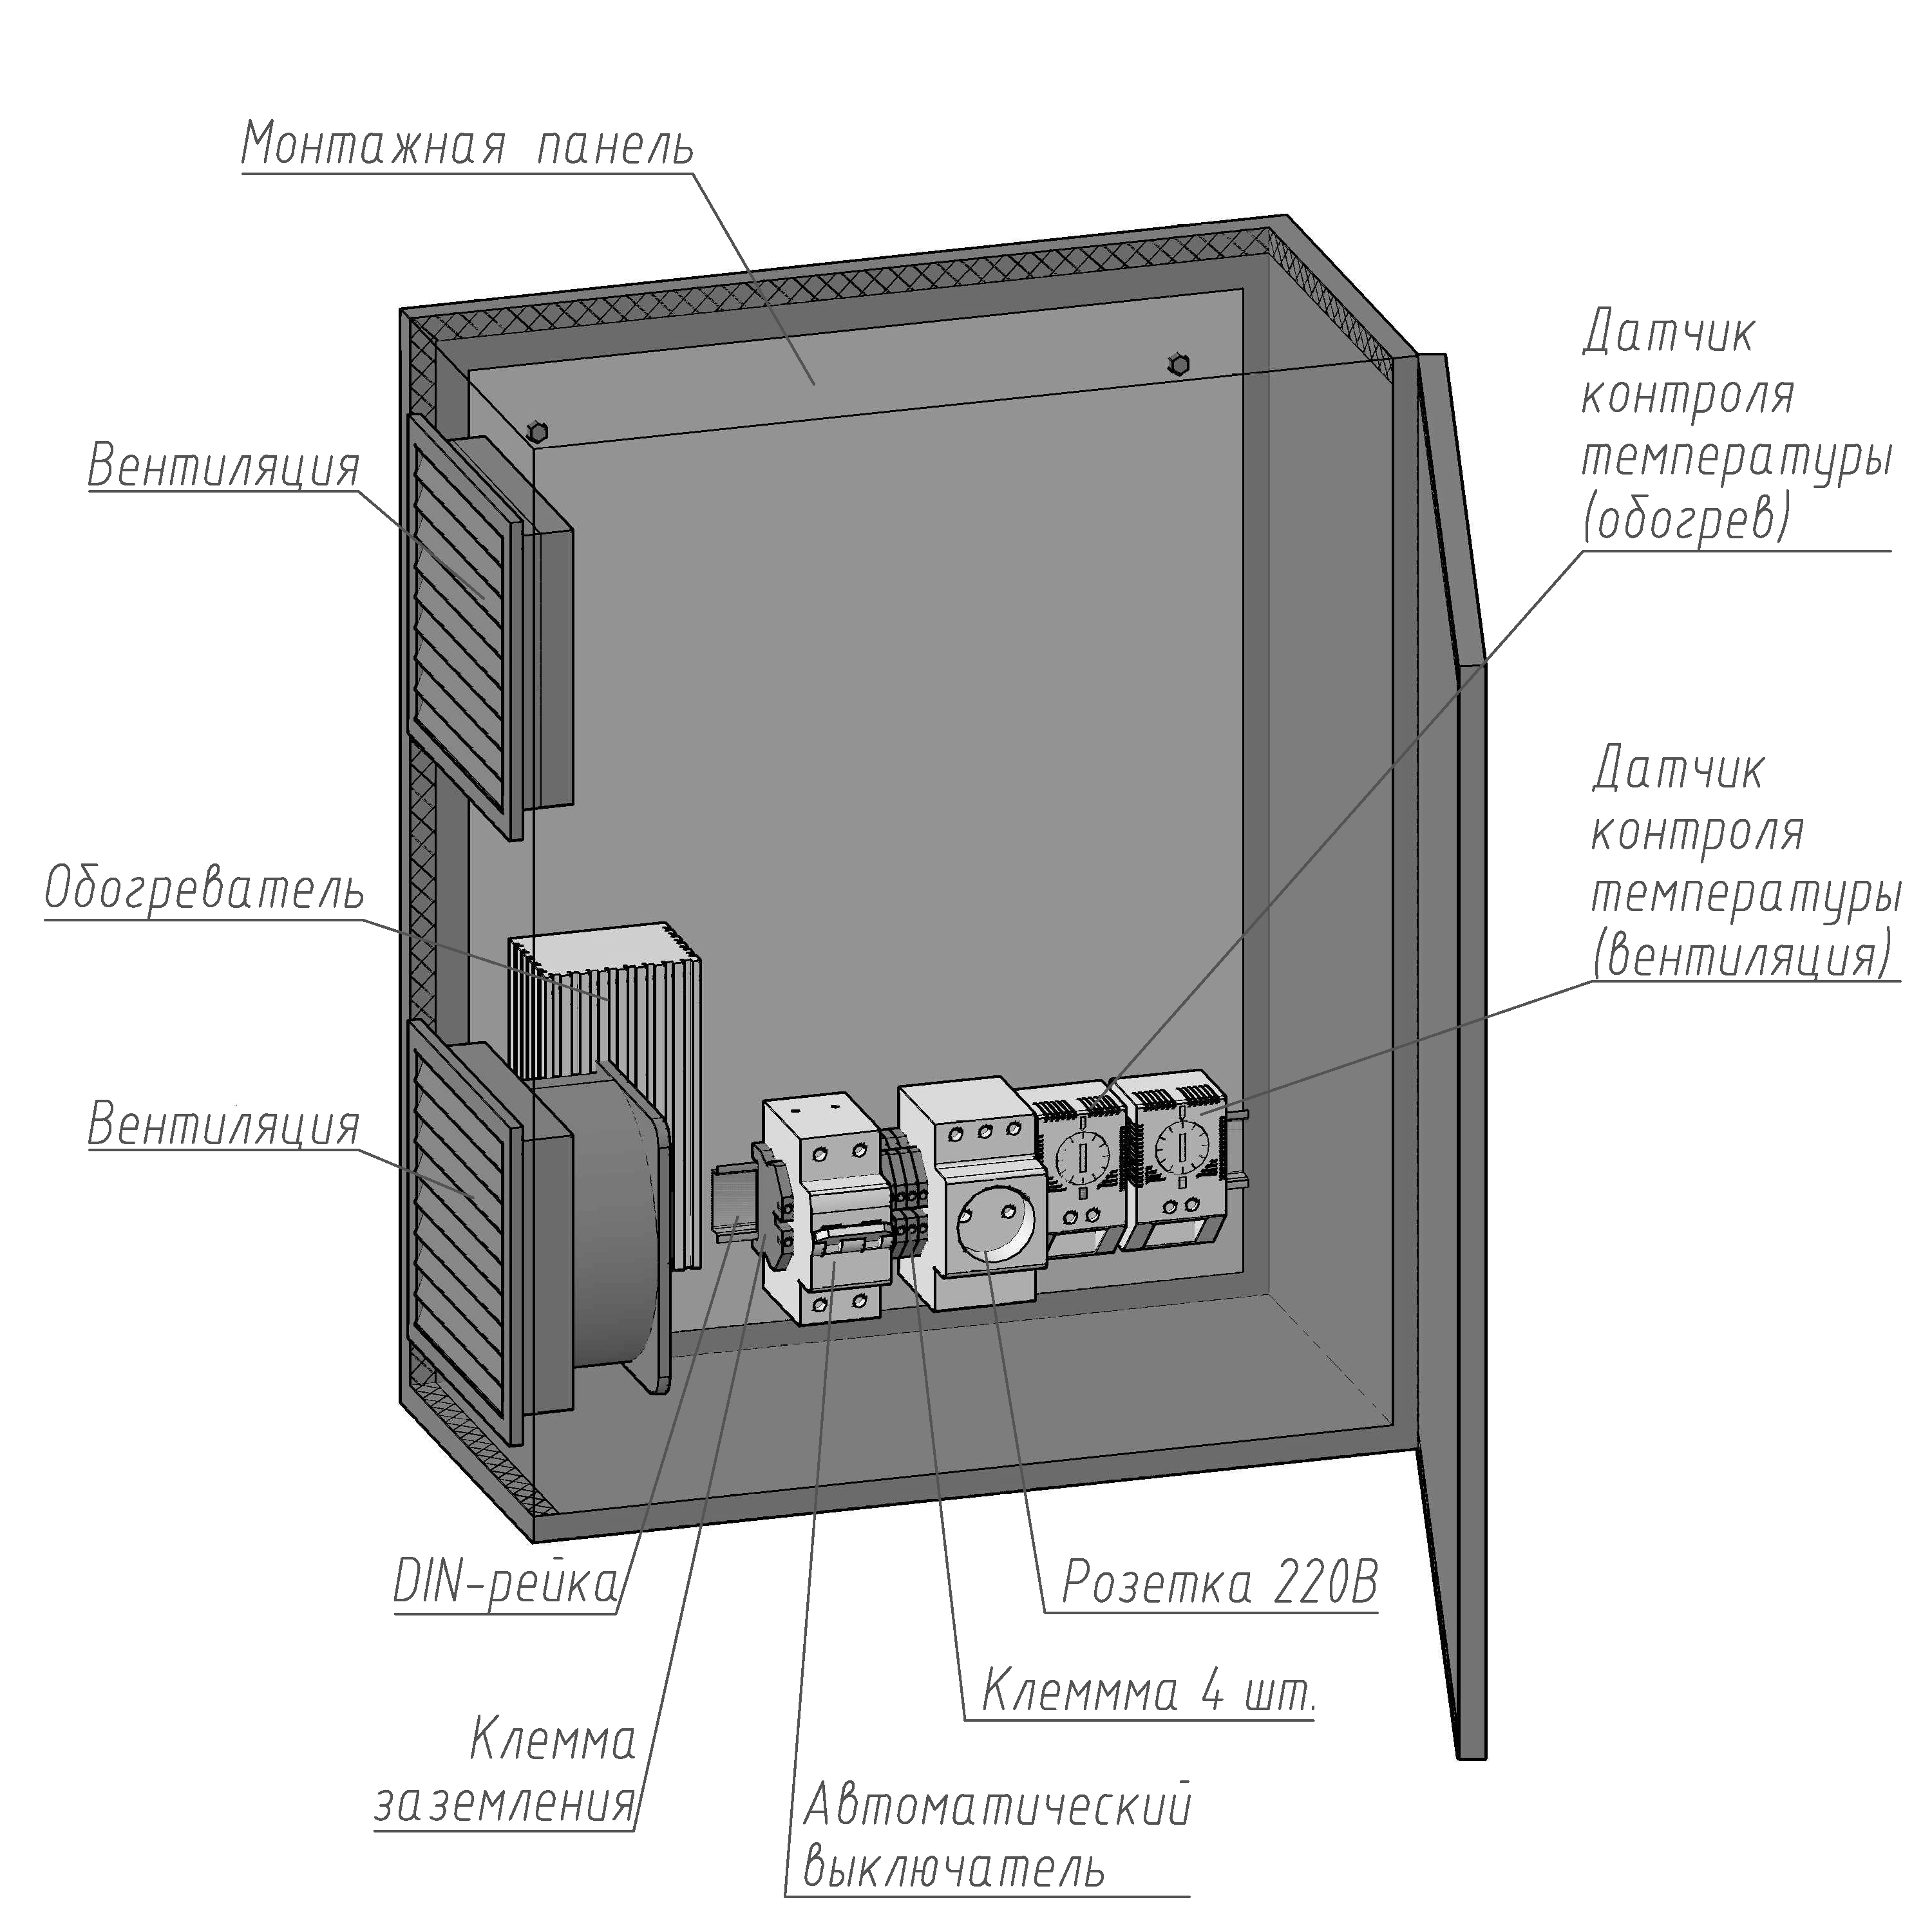 Монтажная панель
Датчик
контроля
температуры
(обогрев)
Вентиляция
Датчик
контроля
температуры
(вентиляция)
Обогреватель
Вентиляция
DIN-рейка
Розетка 220В
Клеммма 4 шт.
Клемма
заземления
Автоматический
выключатель